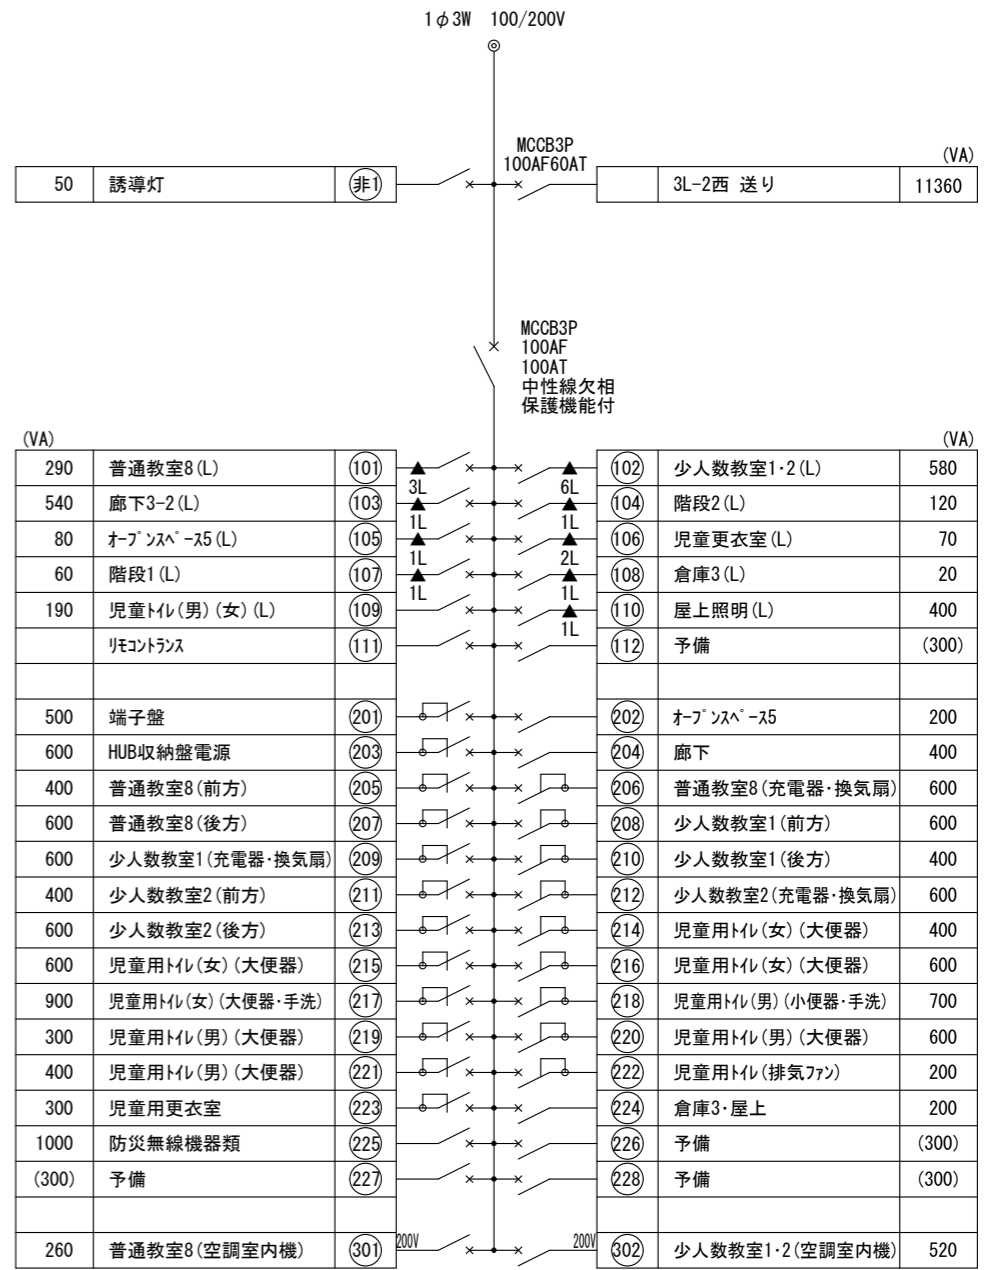 1φ3W 100/200V
MCCB3P
100AF60AT
(VA)
50 誘導灯 非1 3L-2西 送り 11360
MCCB3P
100AF
100AT
中性線欠相
保護機能付
(VA) (VA)
290 普通教室8(L) 101 3L 6L 102 少人数教室1・2(L) 580
540 廊下3-2(L) 103 1L 1L 104 階段2(L) 120
80 ｵｰﾌﾟﾝｽﾍﾟｰｽ5(L) 105 1L 2L 106 児童更衣室(L) 70
60 階段1(L) 107 1L 1L 108 倉庫3(L) 20
190 児童ﾄｲﾚ(男)(女)(L) 109 1L 110 屋上照明(L) 400
ﾘﾓｺﾝﾄﾗﾝｽ 111 112 予備 (300)
500 端子盤 201 202 ｵｰﾌﾟﾝｽﾍﾟｰｽ5 200
600 HUB収納盤電源 203 204 廊下 400
400 普通教室8(前方) 205 206 普通教室8(充電器・換気扇) 600
600 普通教室8(後方) 207 208 少人数教室1(前方) 600
600 少人数教室1(充電器・換気扇) 209 210 少人数教室1(後方) 400
400 少人数教室2(前方) 211 212 少人数教室2(充電器・換気扇) 600
600 少人数教室2(後方) 213 214 児童用ﾄｲﾚ(女)(大便器) 400
600 児童用ﾄｲﾚ(女)(大便器) 215 216 児童用ﾄｲﾚ(女)(大便器) 600
900 児童用ﾄｲﾚ(女)(大便器・手洗) 217 218 児童用ﾄｲﾚ(男)(小便器・手洗) 700
300 児童用ﾄｲﾚ(男)(大便器) 219 220 児童用ﾄｲﾚ(男)(大便器) 600
400 児童用ﾄｲﾚ(男)(大便器) 221 222 児童用ﾄｲﾚ(排気ﾌｧﾝ) 200
300 児童用更衣室 223 224 倉庫3・屋上 200
1000 防災無線機器類 225 226 予備 (300)
(300) 予備 227 228 予備 (300)
260 普通教室8(空調室内機) 301 200V 200V 302 少人数教室1・2(空調室内機) 520